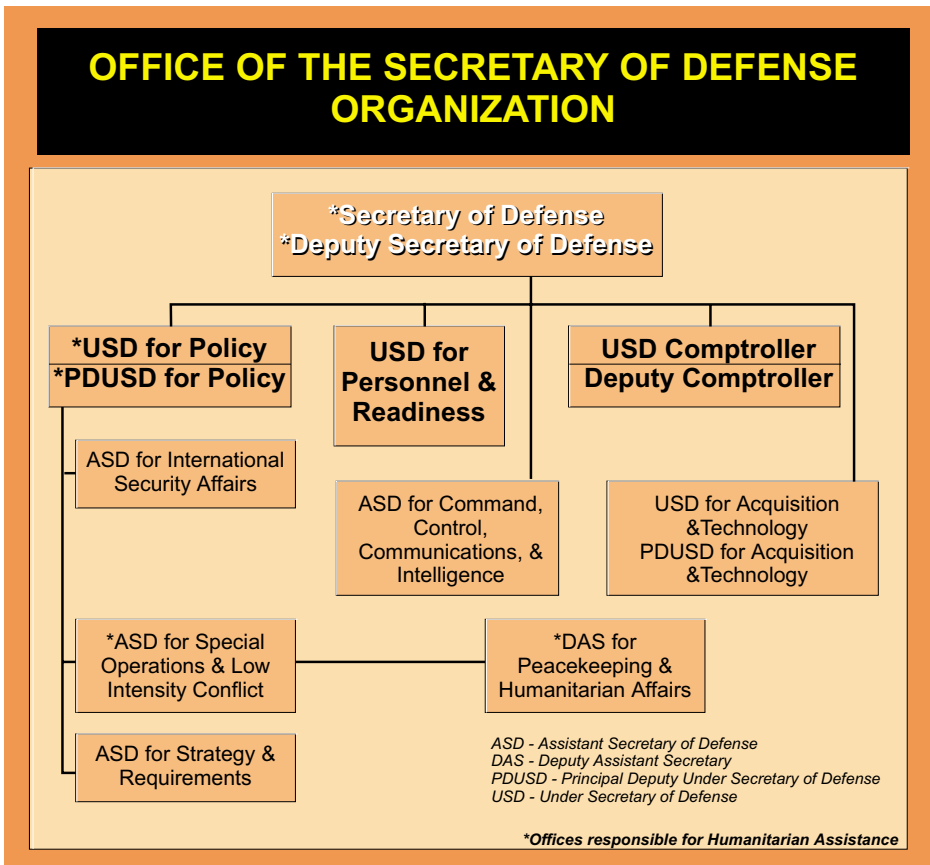 OFFICE OF THE SECRETARY OF DEFENSE
ORGANIZATION
*Secretary of Defense
*Deputy Secretary of Defense
*USD for Policy
*PDUSD for Policy
USD for
Personnel &
Readiness
USD Comptroller
Deputy Comptroller
ASD for International
Security Affairs
ASD for Command,
Control,
Communications, &
Intelligence
USD for Acquisition
&Technology
PDUSD for Acquisition
&Technology
*ASD for Special
Operations & Low
Intensity Conflict
*DAS for
Peacekeeping &
Humanitarian Affairs
ASD for Strategy &
Requirements
ASD - Assistant Secretary of Defense
DAS - Deputy Assistant Secretary
PDUSD - Principal Deputy Under Secretary of Defense
USD - Under Secretary of Defense
*Offices responsible for Humanitarian Assistance